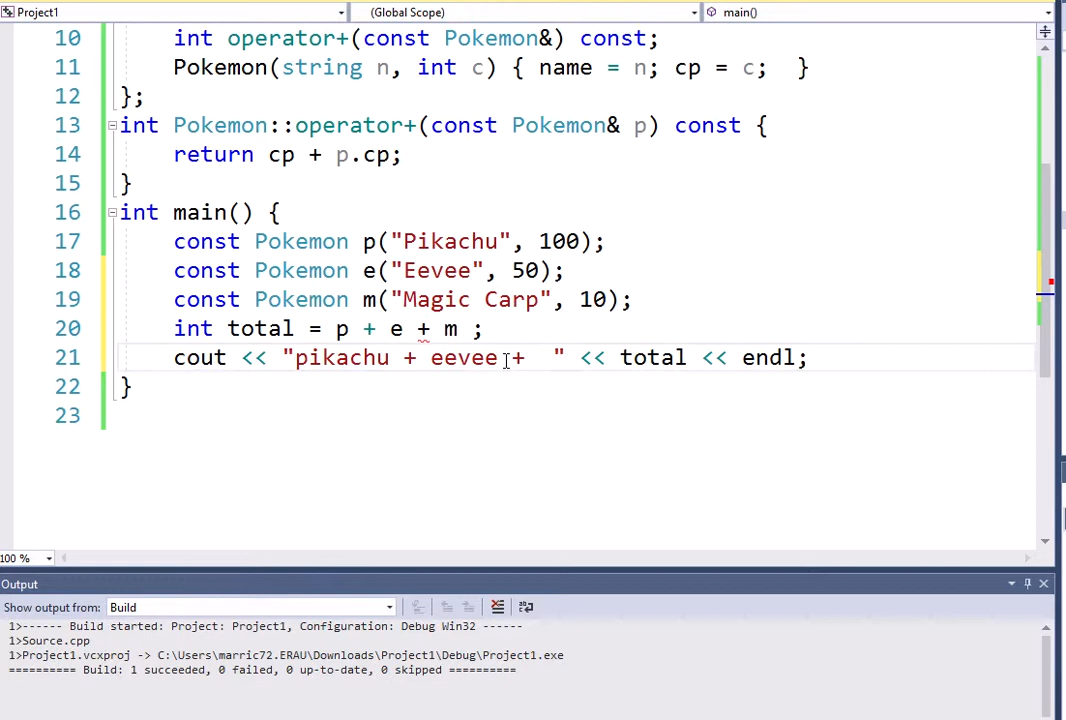 Project1 (Global Scope) main()
10 int operator+(const Pokemon&) const;
11 Pokemon(string n, int c) { name = n; cp = c;  }
12 };
13 int Pokemon::operator+(const Pokemon& p) const {
14 return cp + p.cp;
15 }
16 int main() {
17 const Pokemon p("Pikachu", 100);
18 const Pokemon e("Eevee", 50);
19 const Pokemon m("Magic Carp", 10);
20 int total = p + e + m ;
21 cout << "pikachu + eevee +  " << total << endl;
22 }
23
100 %
Output
Show output from: Build
1>------ Build started: Project: Project1, Configuration: Debug Win32 ------
1>Source.cpp
1>Project1.vcxproj -> C:\Users\marric72.ERAU\Downloads\Project1\Debug\Project1.exe
========== Build: 1 succeeded, 0 failed, 0 up-to-date, 0 skipped ==========